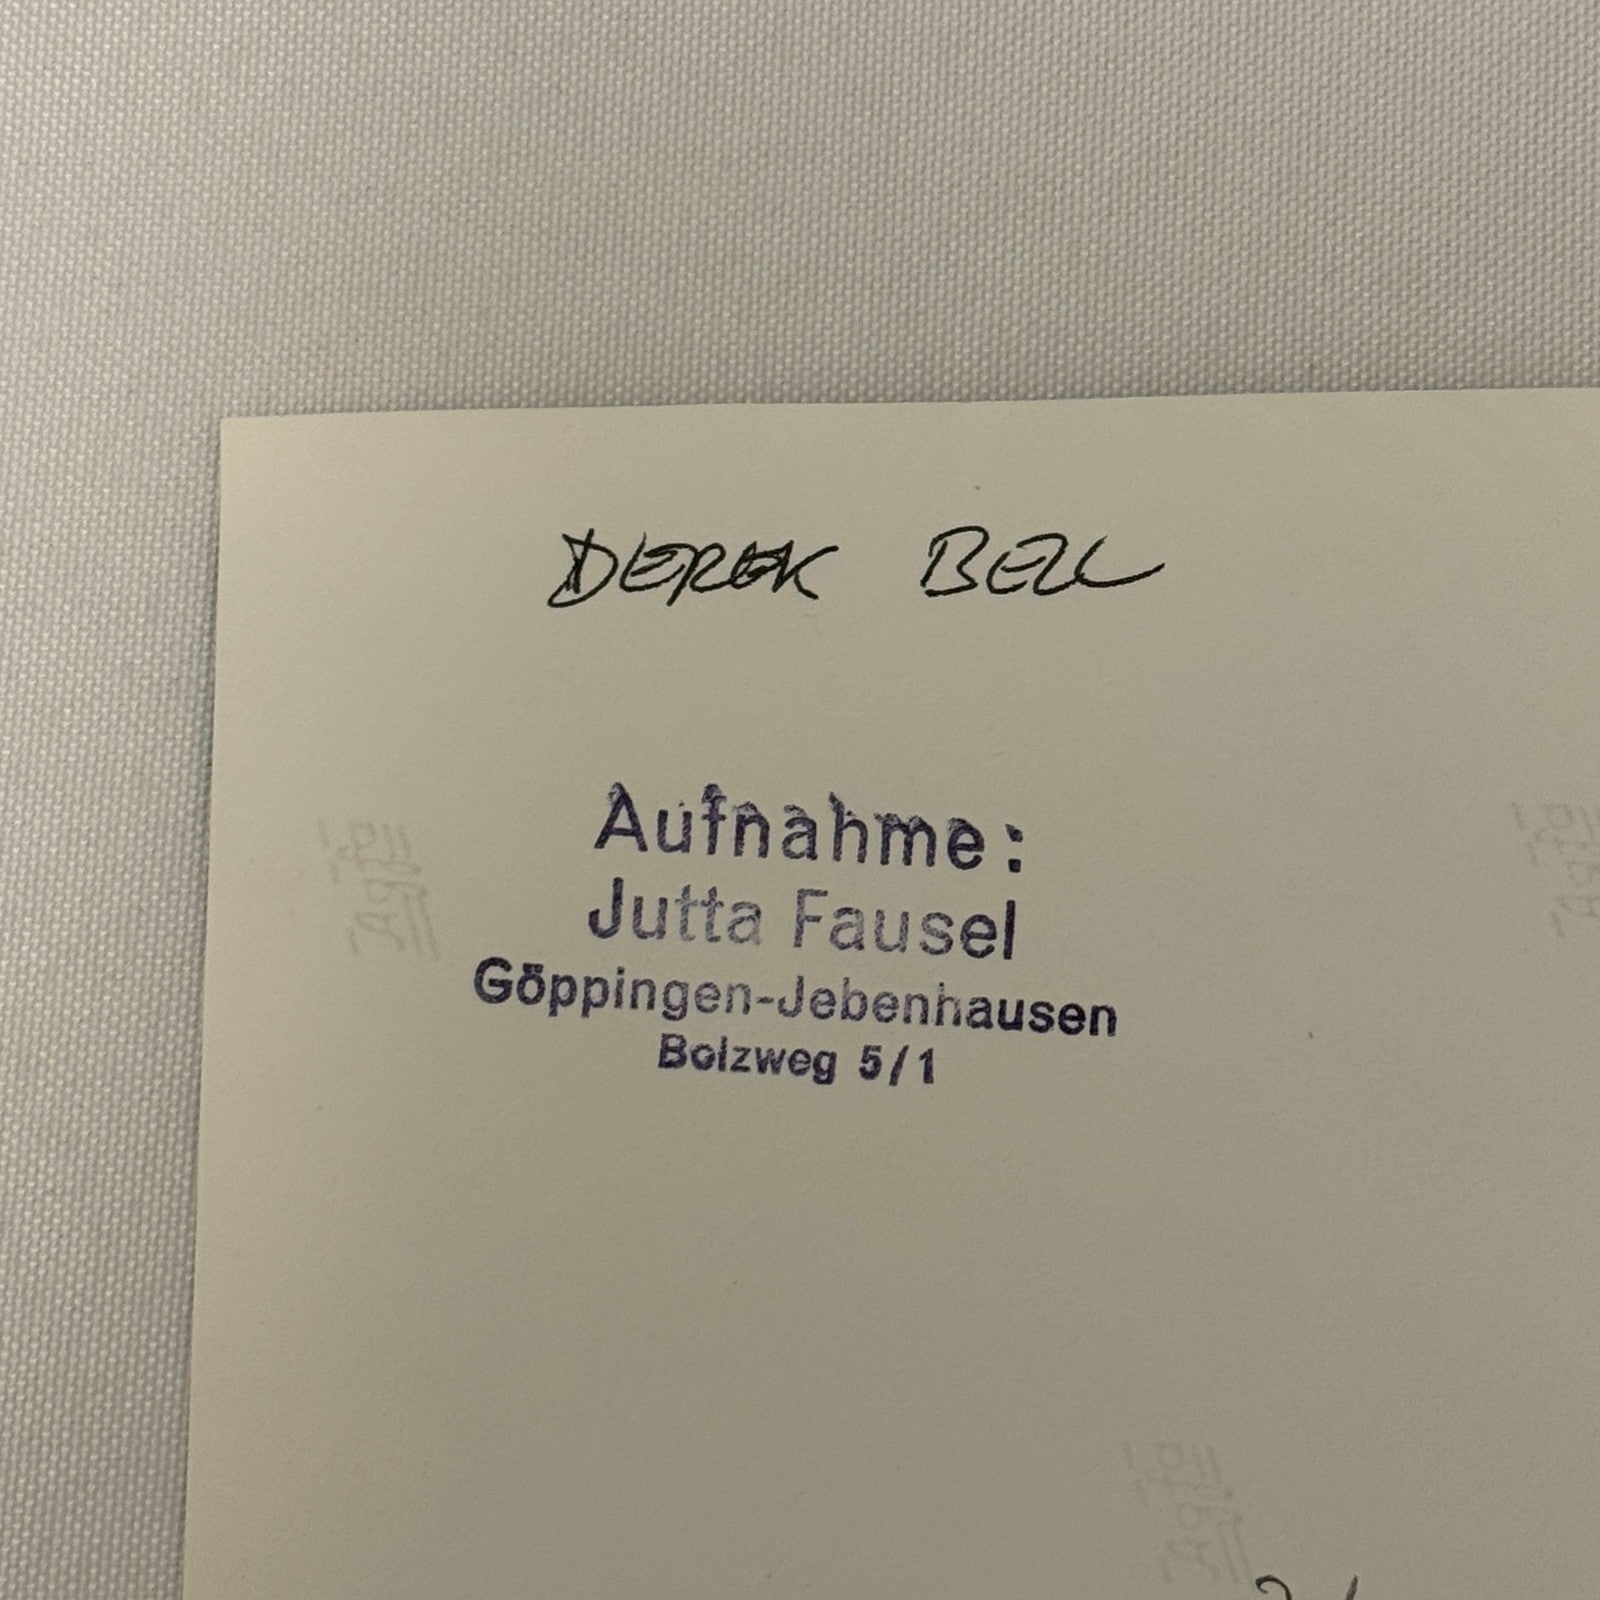 DEREK BELL
Aufnahme:
Jutta Fausel
Göppingen-Jebenhausen
Bolzweg 5/1